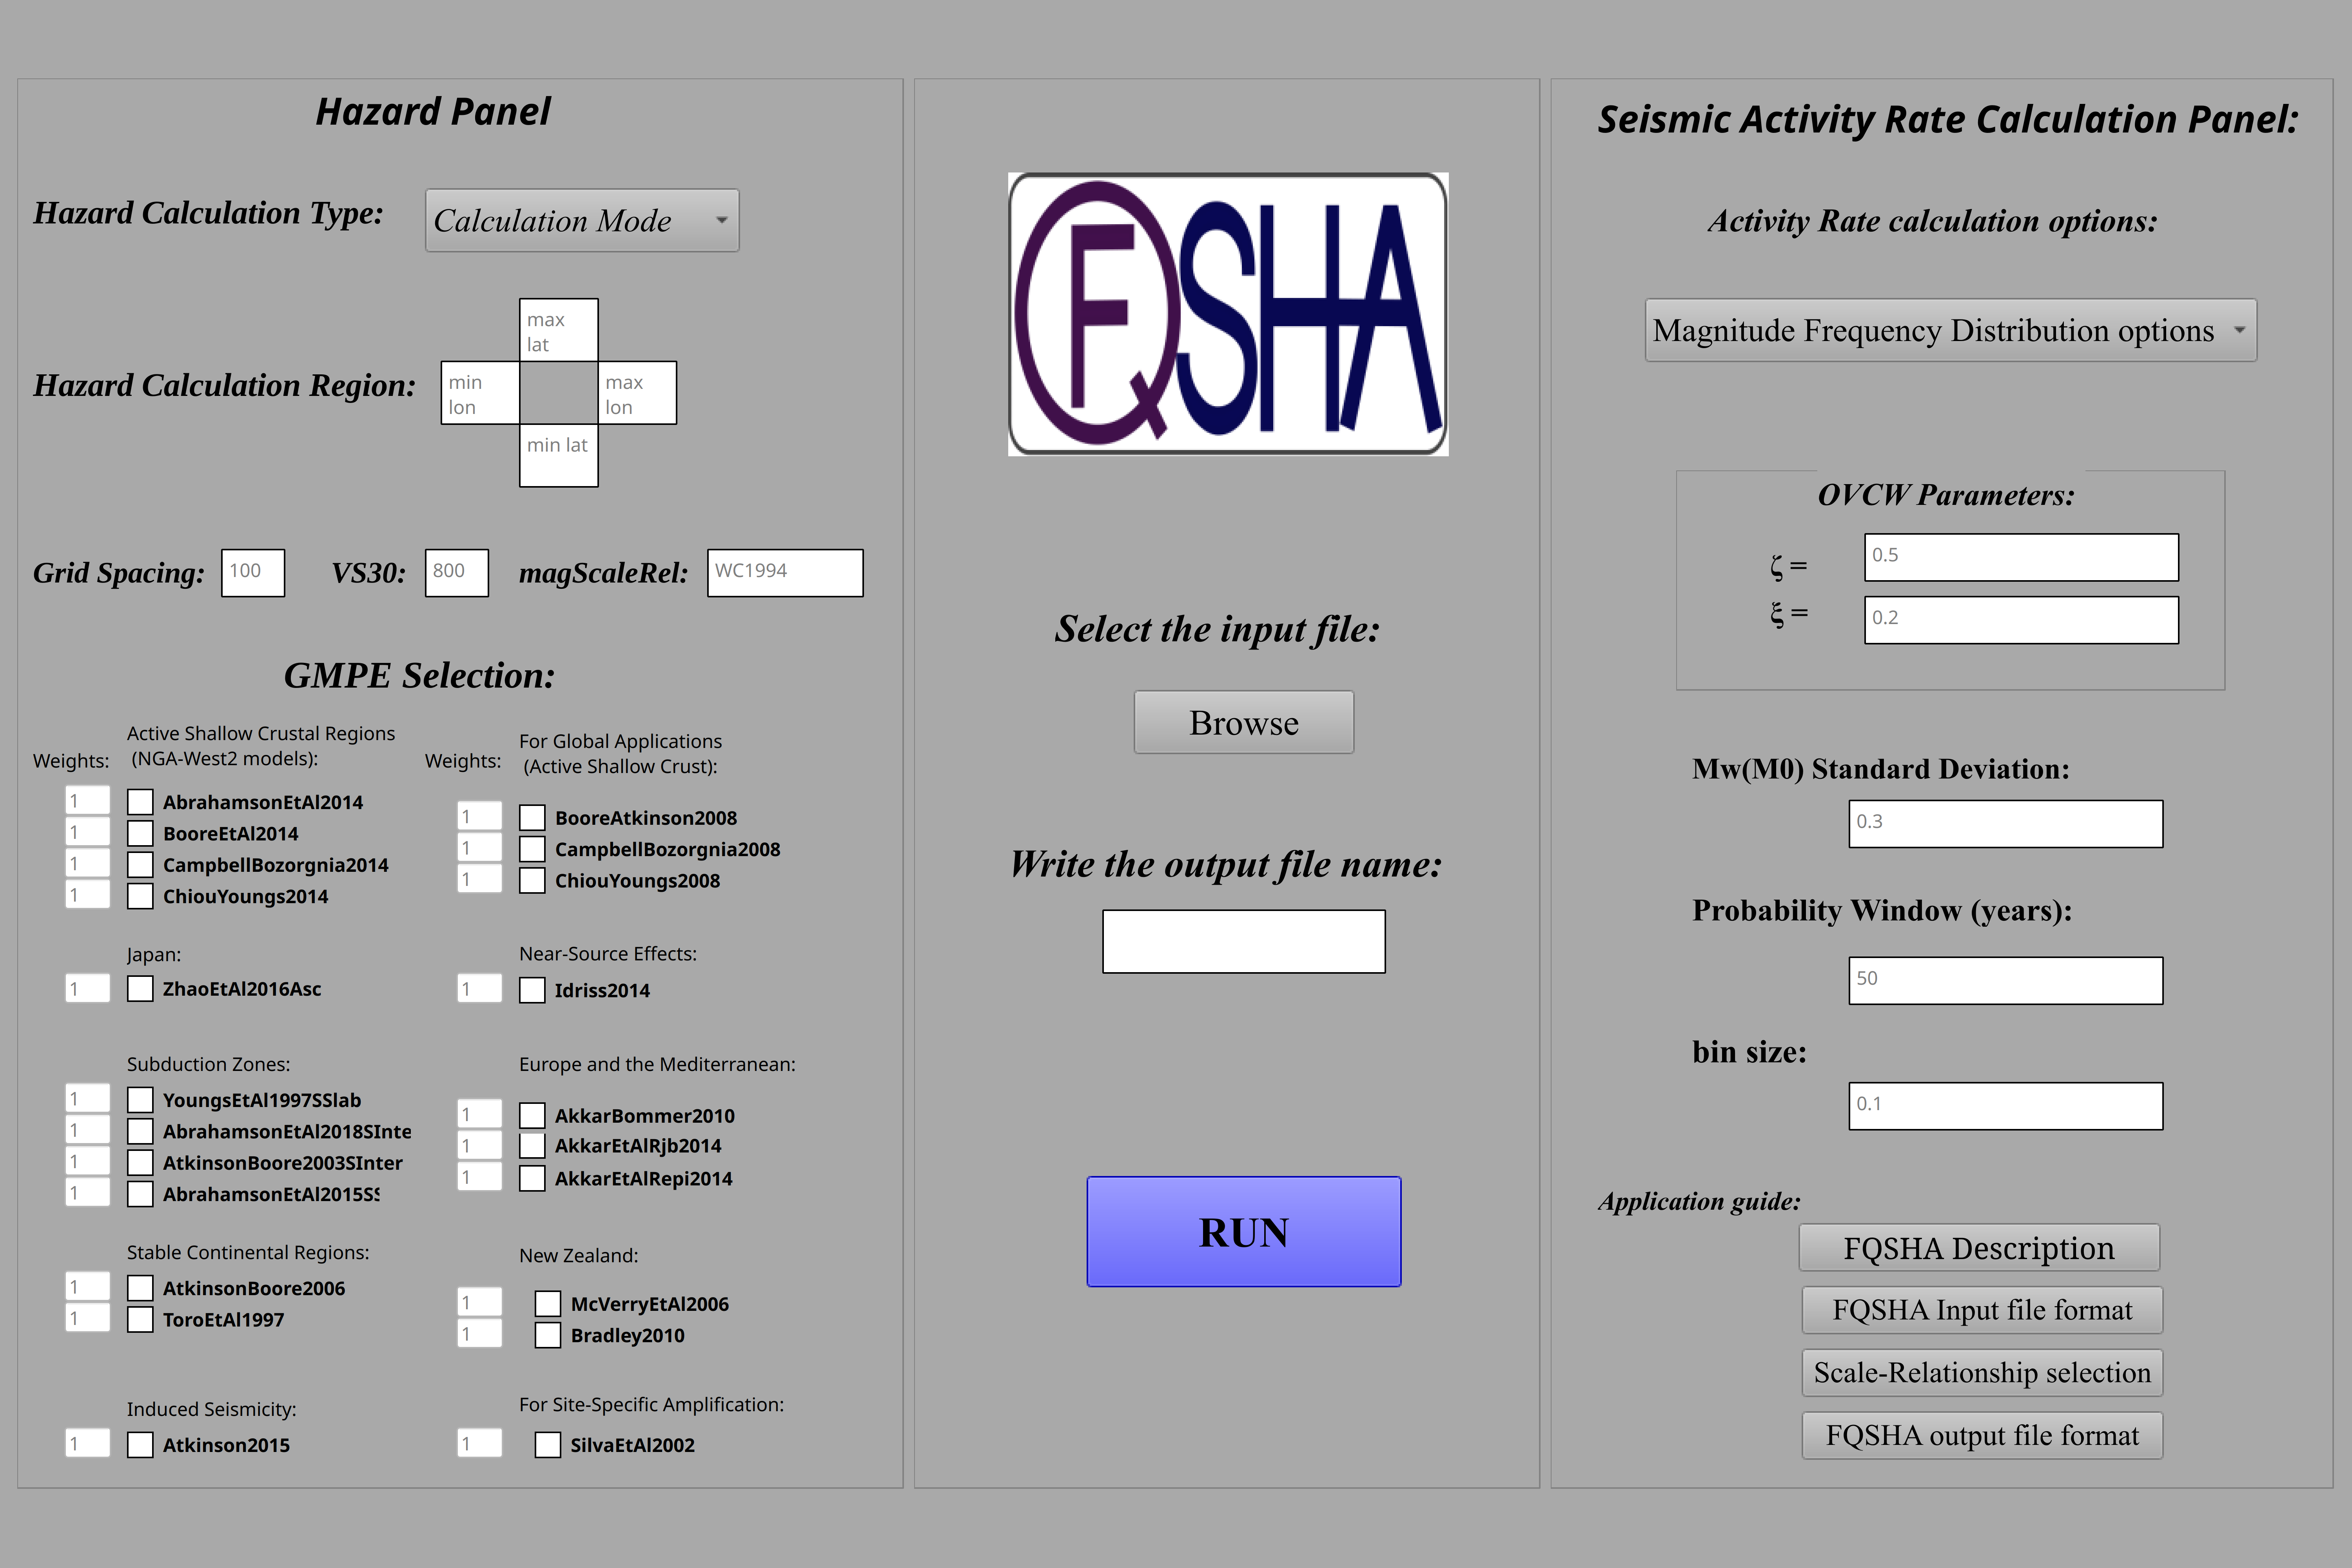 Hazard Panel
Hazard Calculation Type:
Calculation Mode
Hazard Calculation Region:
max
lat
min
lon
max
lon
min lat
Grid Spacing:
100
VS30:
800
magScaleRel:
WC1994
GMPE Selection:
Weights:
Active Shallow Crustal Regions
(NGA-West2 models):
1 AbrahamsonEtAl2014
1 BooreEtAl2014
1 CampbellBozorgnia2014
1 ChiouYoungs2014
Japan:
1 ZhaoEtAl2016Asc
Subduction Zones:
1 YoungsEtAl1997SSlab
1 AbrahamsonEtAl2018SInte
1 AtkinsonBoore2003SInter
1 AbrahamsonEtAl2015SS
Stable Continental Regions:
1 AtkinsonBoore2006
1 ToroEtAl1997
Induced Seismicity:
1 Atkinson2015
Weights:
For Global Applications
(Active Shallow Crust):
1 BooreAtkinson2008
1 CampbellBozorgnia2008
1 ChiouYoungs2008
Near-Source Effects:
1 Idriss2014
Europe and the Mediterranean:
1 AkkarBommer2010
1 AkkarEtAlRjb2014
1 AkkarEtAlRepi2014
New Zealand:
1 McVerryEtAl2006
1 Bradley2010
For Site-Specific Amplification:
1 SilvaEtAl2002
FQSHA
Select the input file:
Browse
Write the output file name:
RUN
Seismic Activity Rate Calculation Panel:
Activity Rate calculation options:
Magnitude Frequency Distribution options
OVCW Parameters:
ζ = 0.5
ξ = 0.2
Mw(M0) Standard Deviation:
0.3
Probability Window (years):
50
bin size:
0.1
Application guide:
FQSHA Description
FQSHA Input file format
Scale-Relationship selection
FQSHA output file format